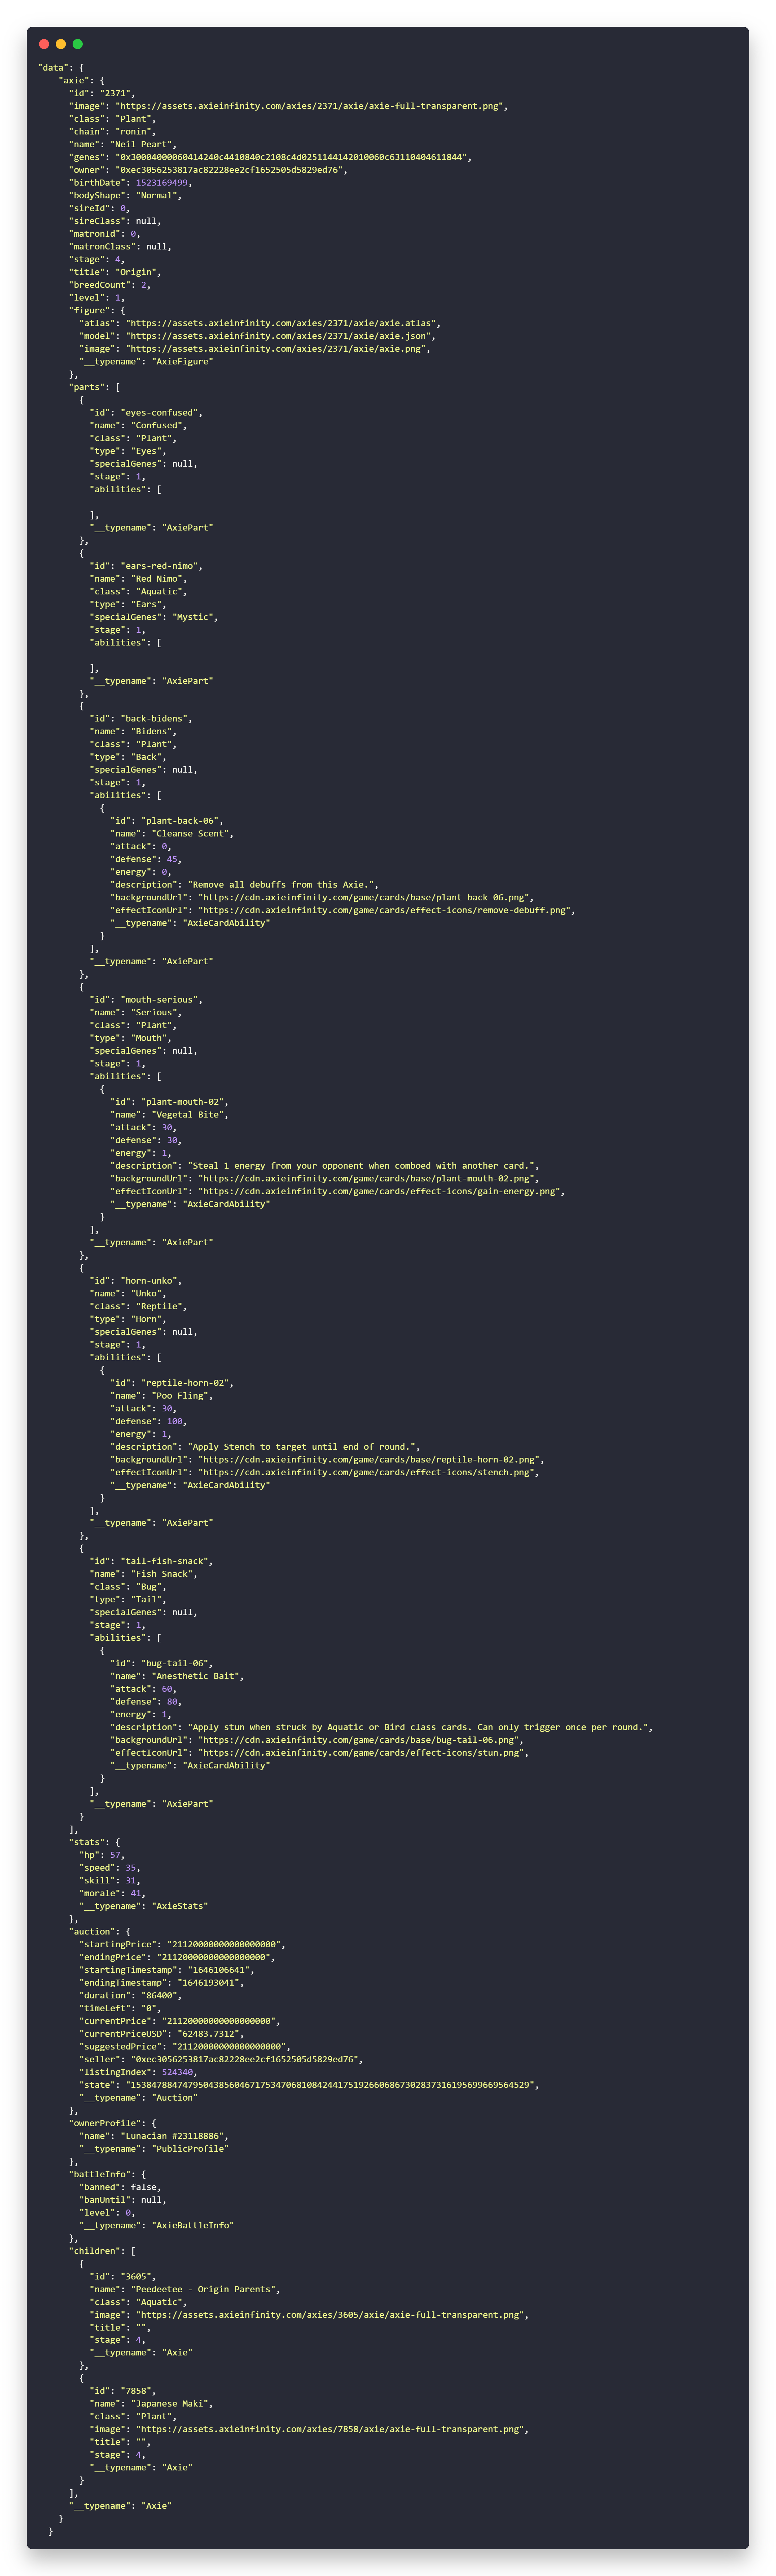 "data": {
"axie": {
"id": "2371",
"image": "https://assets.axieinfinity.com/axies/2371/axie/axie-full-transparent.png",
"class": "Plant",
"chain": "ronin",
"name": "Neil Peart",
"genes": "0x30004000060414240c4410840c2108c4d0251144142010060c63110404611844",
"owner": "0xec3056253817ac82228ee2cf1652505d5829ed76",
"birthDate": 1523169499,
"bodyShape": "Normal",
"sireId": 0,
"sireClass": null,
"matronId": 0,
"matronClass": null,
"stage": 4,
"title": "Origin",
"breedCount": 2,
"level": 1,
"figure": {
"atlas": "https://assets.axieinfinity.com/axies/2371/axie/axie.atlas",
"model": "https://assets.axieinfinity.com/axies/2371/axie/axie.json",
"image": "https://assets.axieinfinity.com/axies/2371/axie/axie.png",
"__typename": "AxieFigure"
},
"parts": [
{
"id": "eyes-confused",
"name": "Confused",
"class": "Plant",
"type": "Eyes",
"specialGenes": null,
"stage": 1,
"abilities": [
],
"__typename": "AxiePart"
},
{
"id": "ears-red-nimo",
"name": "Red Nimo",
"class": "Aquatic",
"type": "Ears",
"specialGenes": "Mystic",
"stage": 1,
"abilities": [
],
"__typename": "AxiePart"
},
{
"id": "back-bidens",
"name": "Bidens",
"class": "Plant",
"type": "Back",
"specialGenes": null,
"stage": 1,
"abilities": [
{
"id": "plant-back-06",
"name": "Cleanse Scent",
"attack": 0,
"defense": 45,
"energy": 0,
"description": "Remove all debuffs from this Axie.",
"backgroundUrl": "https://cdn.axieinfinity.com/game/cards/base/plant-back-06.png",
"effectIconUrl": "https://cdn.axieinfinity.com/game/cards/effect-icons/remove-debuff.png",
"__typename": "AxieCardAbility"
}
],
"__typename": "AxiePart"
},
{
"id": "mouth-serious",
"name": "Serious",
"class": "Plant",
"type": "Mouth",
"specialGenes": null,
"stage": 1,
"abilities": [
{
"id": "plant-mouth-02",
"name": "Vegetal Bite",
"attack": 30,
"defense": 30,
"energy": 1,
"description": "Steal 1 energy from your opponent when comboed with another card.",
"backgroundUrl": "https://cdn.axieinfinity.com/game/cards/base/plant-mouth-02.png",
"effectIconUrl": "https://cdn.axieinfinity.com/game/cards/effect-icons/gain-energy.png",
"__typename": "AxieCardAbility"
}
],
"__typename": "AxiePart"
},
{
"id": "horn-unko",
"name": "Unko",
"class": "Reptile",
"type": "Horn",
"specialGenes": null,
"stage": 1,
"abilities": [
{
"id": "reptile-horn-02",
"name": "Poo Fling",
"attack": 30,
"defense": 100,
"energy": 1,
"description": "Apply Stench to target until end of round.",
"backgroundUrl": "https://cdn.axieinfinity.com/game/cards/base/reptile-horn-02.png",
"effectIconUrl": "https://cdn.axieinfinity.com/game/cards/effect-icons/stench.png",
"__typename": "AxieCardAbility"
}
],
"__typename": "AxiePart"
},
{
"id": "tail-fish-snack",
"name": "Fish Snack",
"class": "Bug",
"type": "Tail",
"specialGenes": null,
"stage": 1,
"abilities": [
{
"id": "bug-tail-06",
"name": "Anesthetic Bait",
"attack": 60,
"defense": 80,
"energy": 1,
"description": "Apply stun when struck by Aquatic or Bird class cards. Can only trigger once per round.",
"backgroundUrl": "https://cdn.axieinfinity.com/game/cards/base/bug-tail-06.png",
"effectIconUrl": "https://cdn.axieinfinity.com/game/cards/effect-icons/stun.png",
"__typename": "AxieCardAbility"
}
],
"__typename": "AxiePart"
}
],
"stats": {
"hp": 57,
"speed": 35,
"skill": 31,
"morale": 41,
"__typename": "AxieStats"
},
"auction": {
"startingPrice": "21120000000000000000",
"endingPrice": "21120000000000000000",
"startingTimestamp": "1646106641",
"endingTimestamp": "1646193041",
"duration": "86400",
"timeLeft": "0",
"currentPrice": "21120000000000000000",
"currentPriceUSD": "62483.7312",
"suggestedPrice": "21120000000000000000",
"seller": "0xec3056253817ac82228ee2cf1652505d5829ed76",
"listingIndex": 524340,
"state": "15384788474795043856046717534706810842441751926606867302837316195699669564529",
"__typename": "Auction"
},
"ownerProfile": {
"name": "Lunacian #23118886",
"__typename": "PublicProfile"
},
"battleInfo": {
"banned": false,
"banUntil": null,
"level": 0,
"__typename": "AxieBattleInfo"
},
"children": [
{
"id": "3605",
"name": "Peedeetee - Origin Parents",
"class": "Aquatic",
"image": "https://assets.axieinfinity.com/axies/3605/axie/axie-full-transparent.png",
"title": "",
"stage": 4,
"__typename": "Axie"
},
{
"id": "7858",
"name": "Japanese Maki",
"class": "Plant",
"image": "https://assets.axieinfinity.com/axies/7858/axie/axie-full-transparent.png",
"title": "",
"stage": 4,
"__typename": "Axie"
}
],
"__typename": "Axie"
}
}